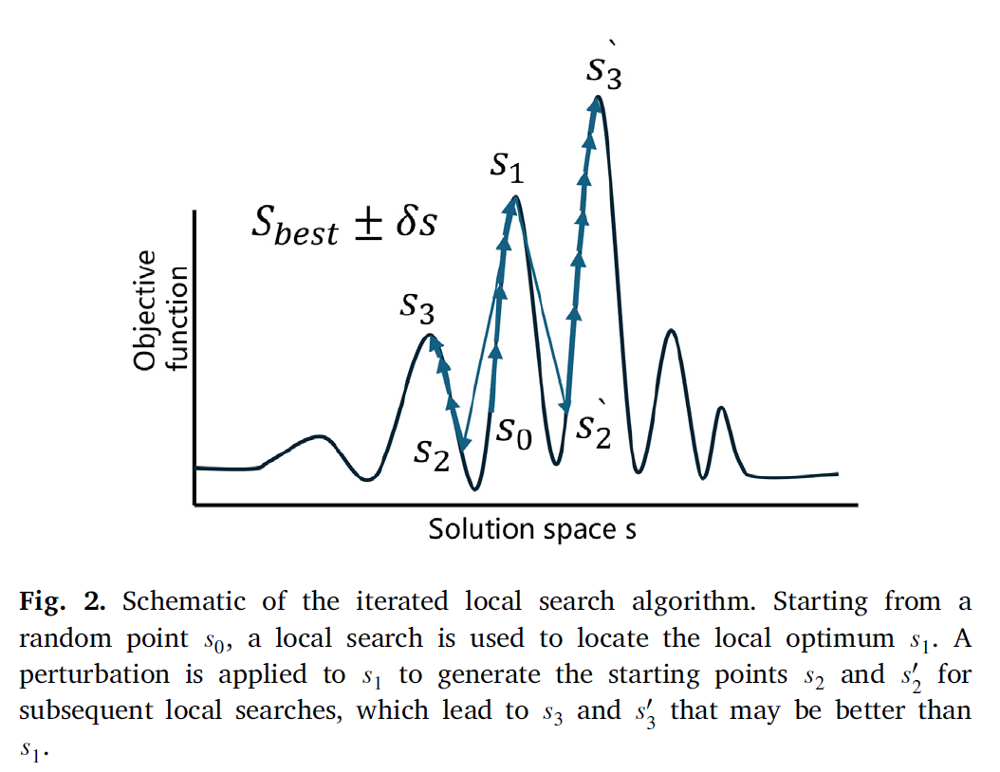 `
s3
s1
Sbest ± δs
s3
Objective
function
s0
`
s2
s2
Solution space s
Fig. 2. Schematic of the iterated local search algorithm. Starting from a
random point s0, a local search is used to locate the local optimum s1. A
perturbation is applied to s1 to generate the starting points s2 and s′2 for
subsequent local searches, which lead to s3 and s′3 that may be better than
s1.